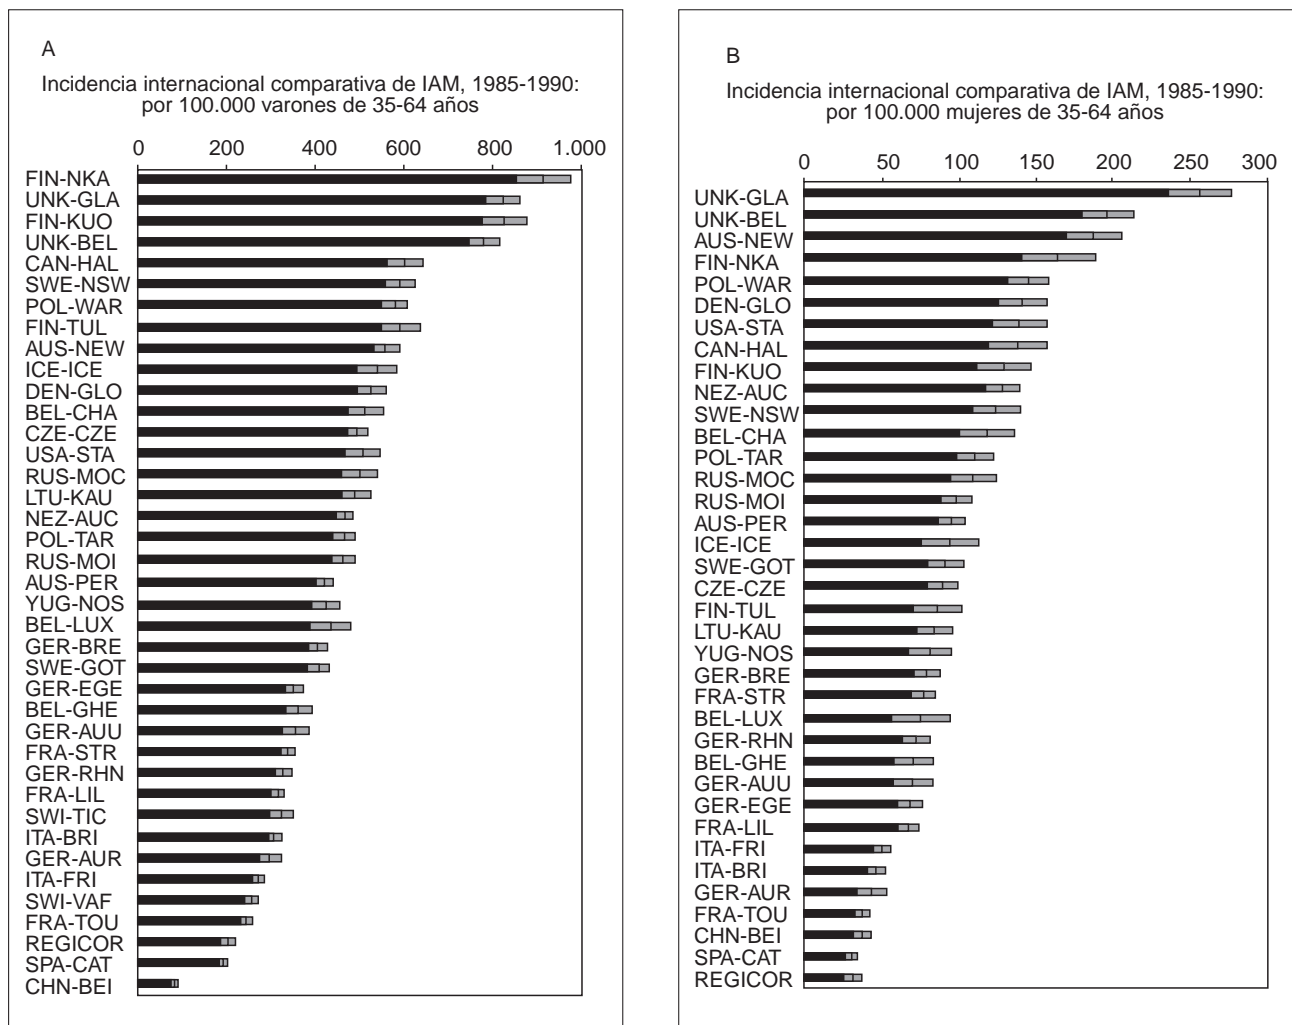 A
Incidencia internacional comparativa de IAM, 1985-1990:
por 100.000 varones de 35-64 años
0 200 400 600 800 1.000
FIN-NKA
UNK-GLA
FIN-KUO
UNK-BEL
CAN-HAL
SWE-NSW
POL-WAR
FIN-TUL
AUS-NEW
ICE-ICE
DEN-GLO
BEL-CHA
CZE-CZE
USA-STA
RUS-MOC
LTU-KAU
NEZ-AUC
POL-TAR
RUS-MOI
AUS-PER
YUG-NOS
BEL-LUX
GER-BRE
SWE-GOT
GER-EGE
BEL-GHE
GER-AUU
FRA-STR
GER-RHN
FRA-LIL
SWI-TIC
ITA-BRI
GER-AUR
ITA-FRI
SWI-VAF
FRA-TOU
REGICOR
SPA-CAT
CHN-BEI
B
Incidencia internacional comparativa de IAM, 1985-1990:
por 100.000 mujeres de 35-64 años
0 50 100 150 200 250 300
UNK-GLA
UNK-BEL
AUS-NEW
FIN-NKA
POL-WAR
DEN-GLO
USA-STA
CAN-HAL
FIN-KUO
NEZ-AUC
SWE-NSW
BEL-CHA
POL-TAR
RUS-MOC
RUS-MOI
AUS-PER
ICE-ICE
SWE-GOT
CZE-CZE
FIN-TUL
LTU-KAU
YUG-NOS
GER-BRE
FRA-STR
BEL-LUX
GER-RHN
BEL-GHE
GER-AUU
GER-EGE
FRA-LIL
ITA-FRI
ITA-BRI
GER-AUR
FRA-TOU
CHN-BEI
SPA-CAT
REGICOR